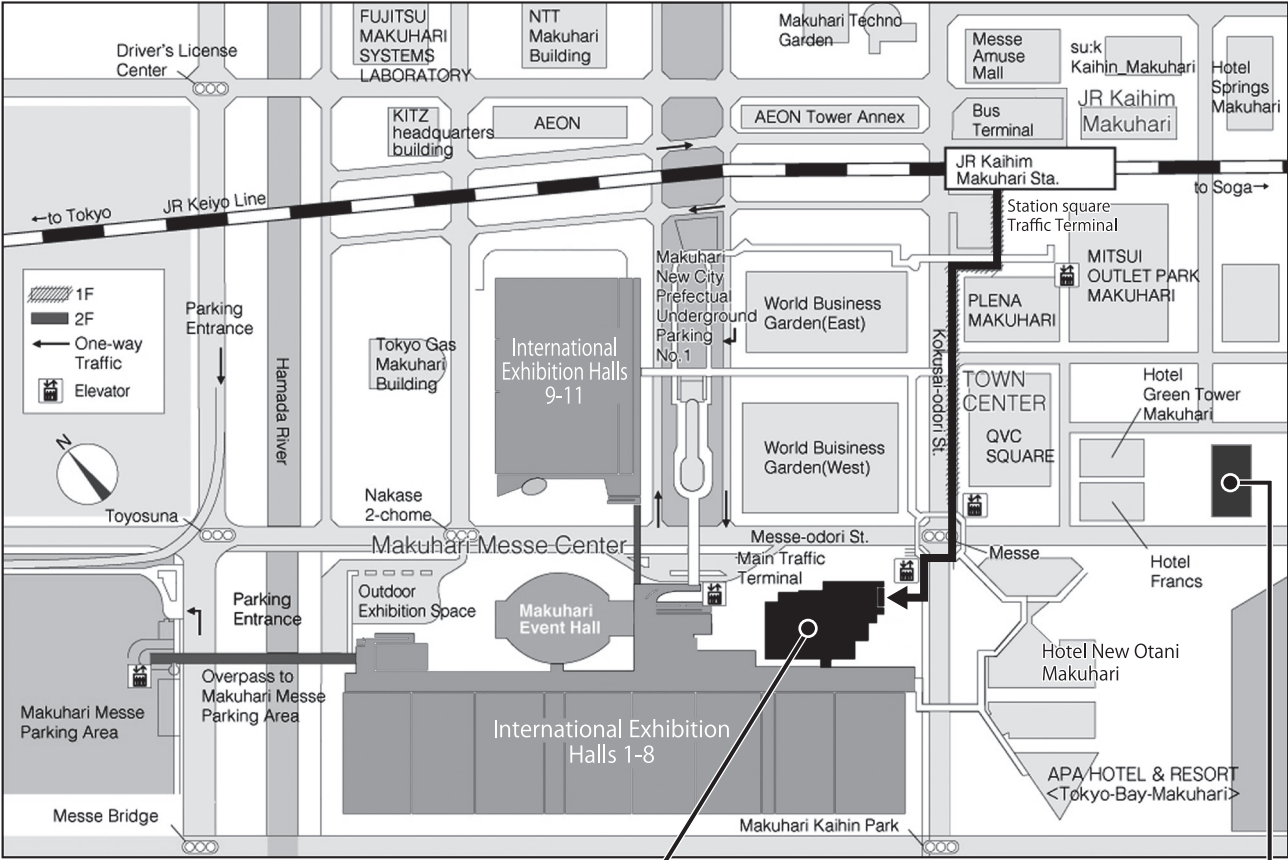 FUJITSU
MAKUHARI
SYSTEMS
LABORATORY
NTT
Makuhari
Building
Makuhari Techno
Garden
Messe
Amuse
Mall
su:k
Kaihin_Makuhari
Hotel
Springs
Makuhari
Driver's License
Center
KITZ
headquarters
building
AEON
AEON Tower Annex
Bus
Terminal
JR Kaihim
Makuhari
JR Kaihim
Makuhari Sta.
to Soga→
←to Tokyo
JR Keiyo Line
Station square
Traffic Terminal
1F
2F
One-way
Traffic
Elevator
N
Parking
Entrance
Hamada River
Tokyo Gas
Makuhari
Building
International
Exhibition Halls
9-11
Makuhari
New City
Prefectual
Underground
Parking
No.1
World Business
Garden(East)
PLENA
MAKUHARI
MITSUI
OUTLET PARK
MAKUHARI
Kokusai-odori St.
TOWN
CENTER
QVC
SQUARE
Hotel
Green Tower
Makuhari
World Buisiness
Garden(West)
Toyosuna
Nakase
2-chome
Makuhari Messe Center
Messe-odori St.
Main Traffic
Terminal
Messe
Hotel
Francs
Parking
Entrance
Outdoor
Exhibition Space
Makuhari
Event Hall
Hotel New Otani
Makuhari
Overpass to
Makuhari Messe
Parking Area
Makuhari Messe
Parking Area
International Exhibition
Halls 1-8
APA HOTEL & RESORT
<Tokyo-Bay-Makuhari>
Messe Bridge
Makuhari Kaihin Park